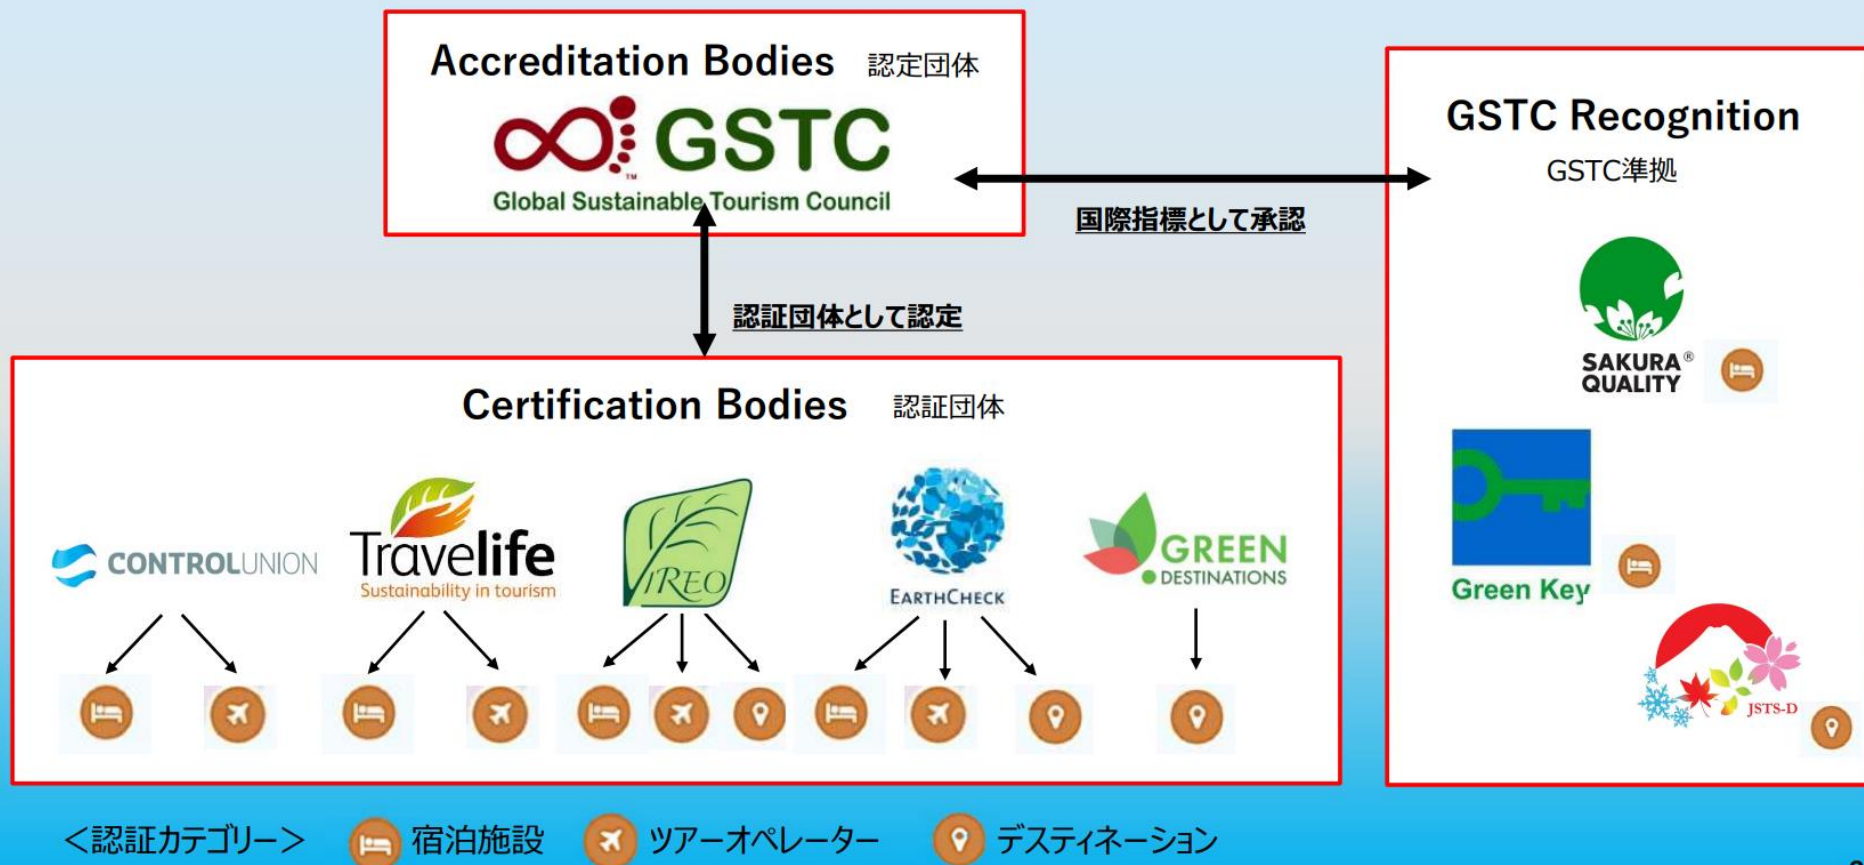 Accreditation Bodies 認定団体
GSTC
TM
Global Sustainable Tourism Council
GSTC Recognition
GSTC準拠
国際指標として承認
認証団体として認定
SAKURA®
QUALITY
Green Key
JSTS-D
Certification Bodies 認証団体
CONTROLUNION
Travelife
Sustainability in tourism
VIREO
EARTHCHECK
GREEN
DESTINATIONS
<認証カテゴリー> 宿泊施設 ツアーオペレーター デスティネーション